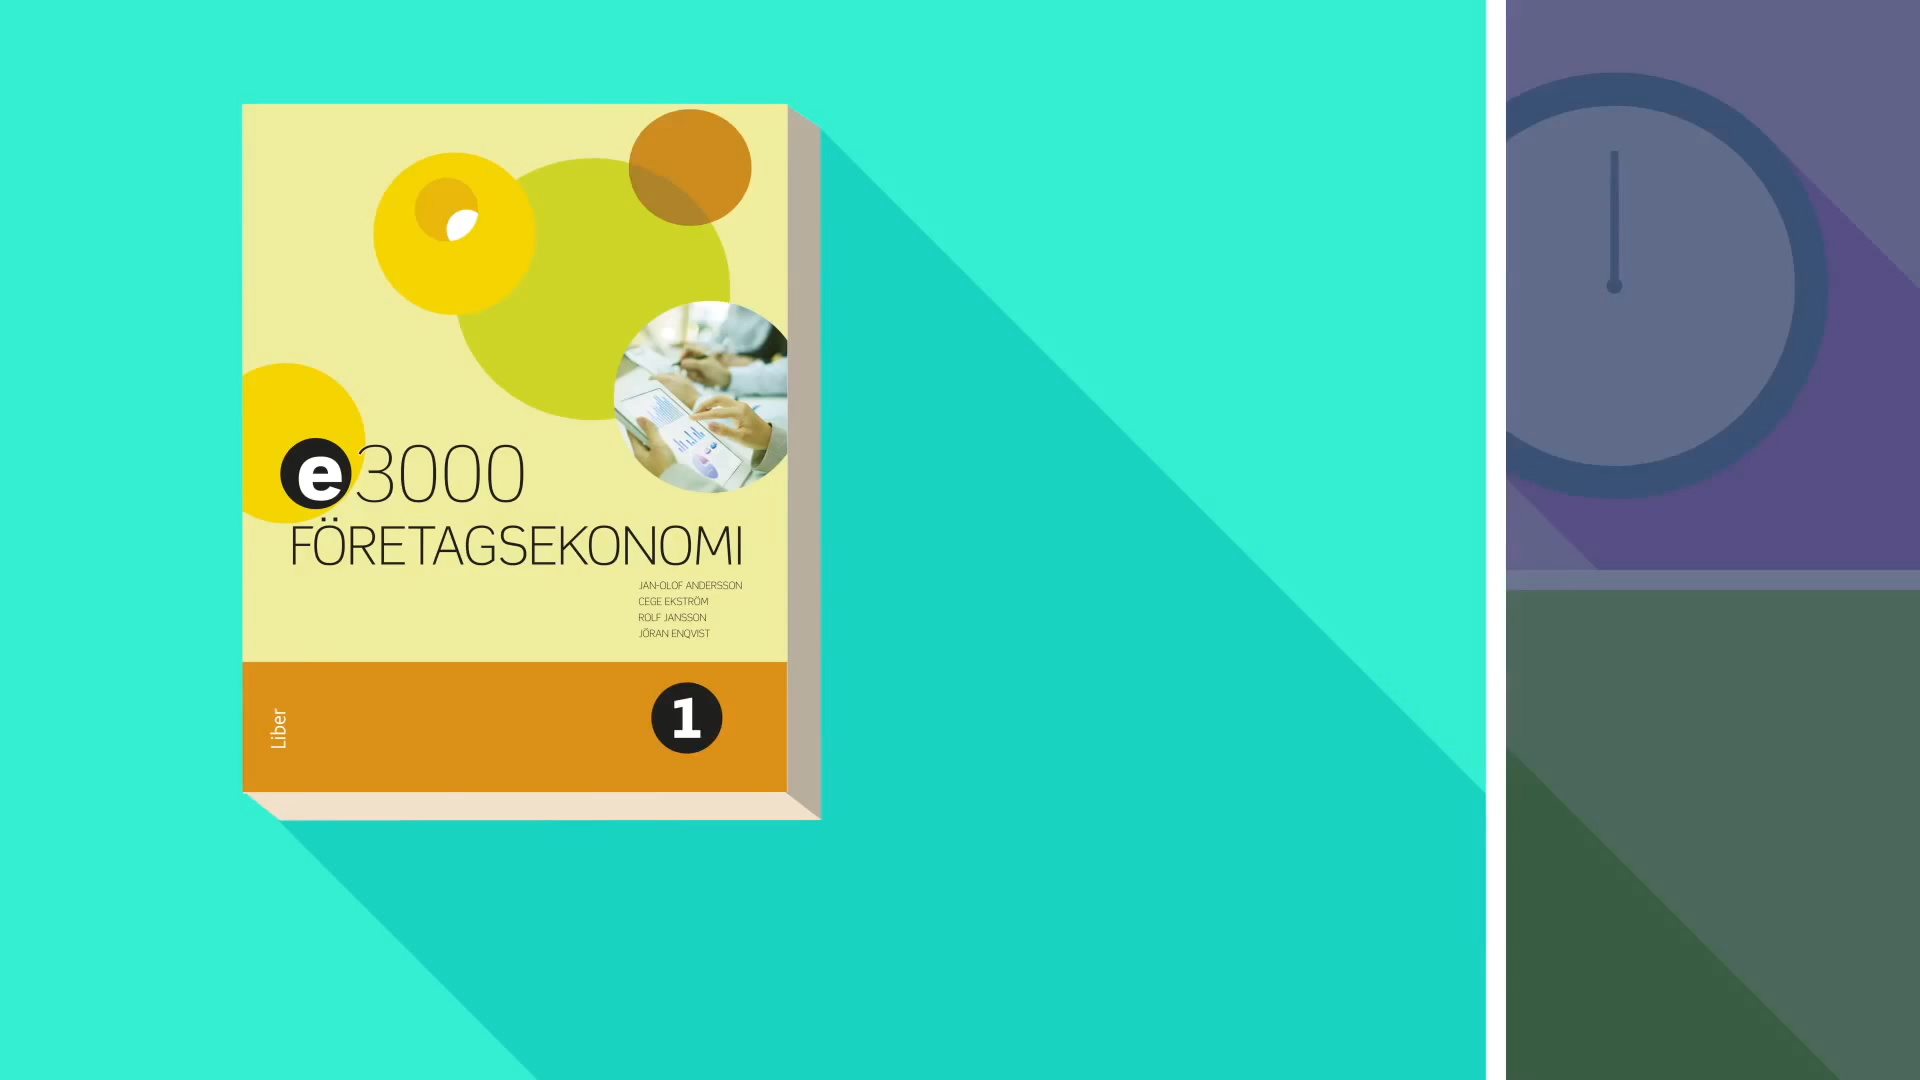 e3000
FÖRETAGSEKONOMI
JAN-OLOF ANDERSSON
CEGE EKSTRÖM
ROLF JANSSON
JÖRAN ENQVIST
Liber
1